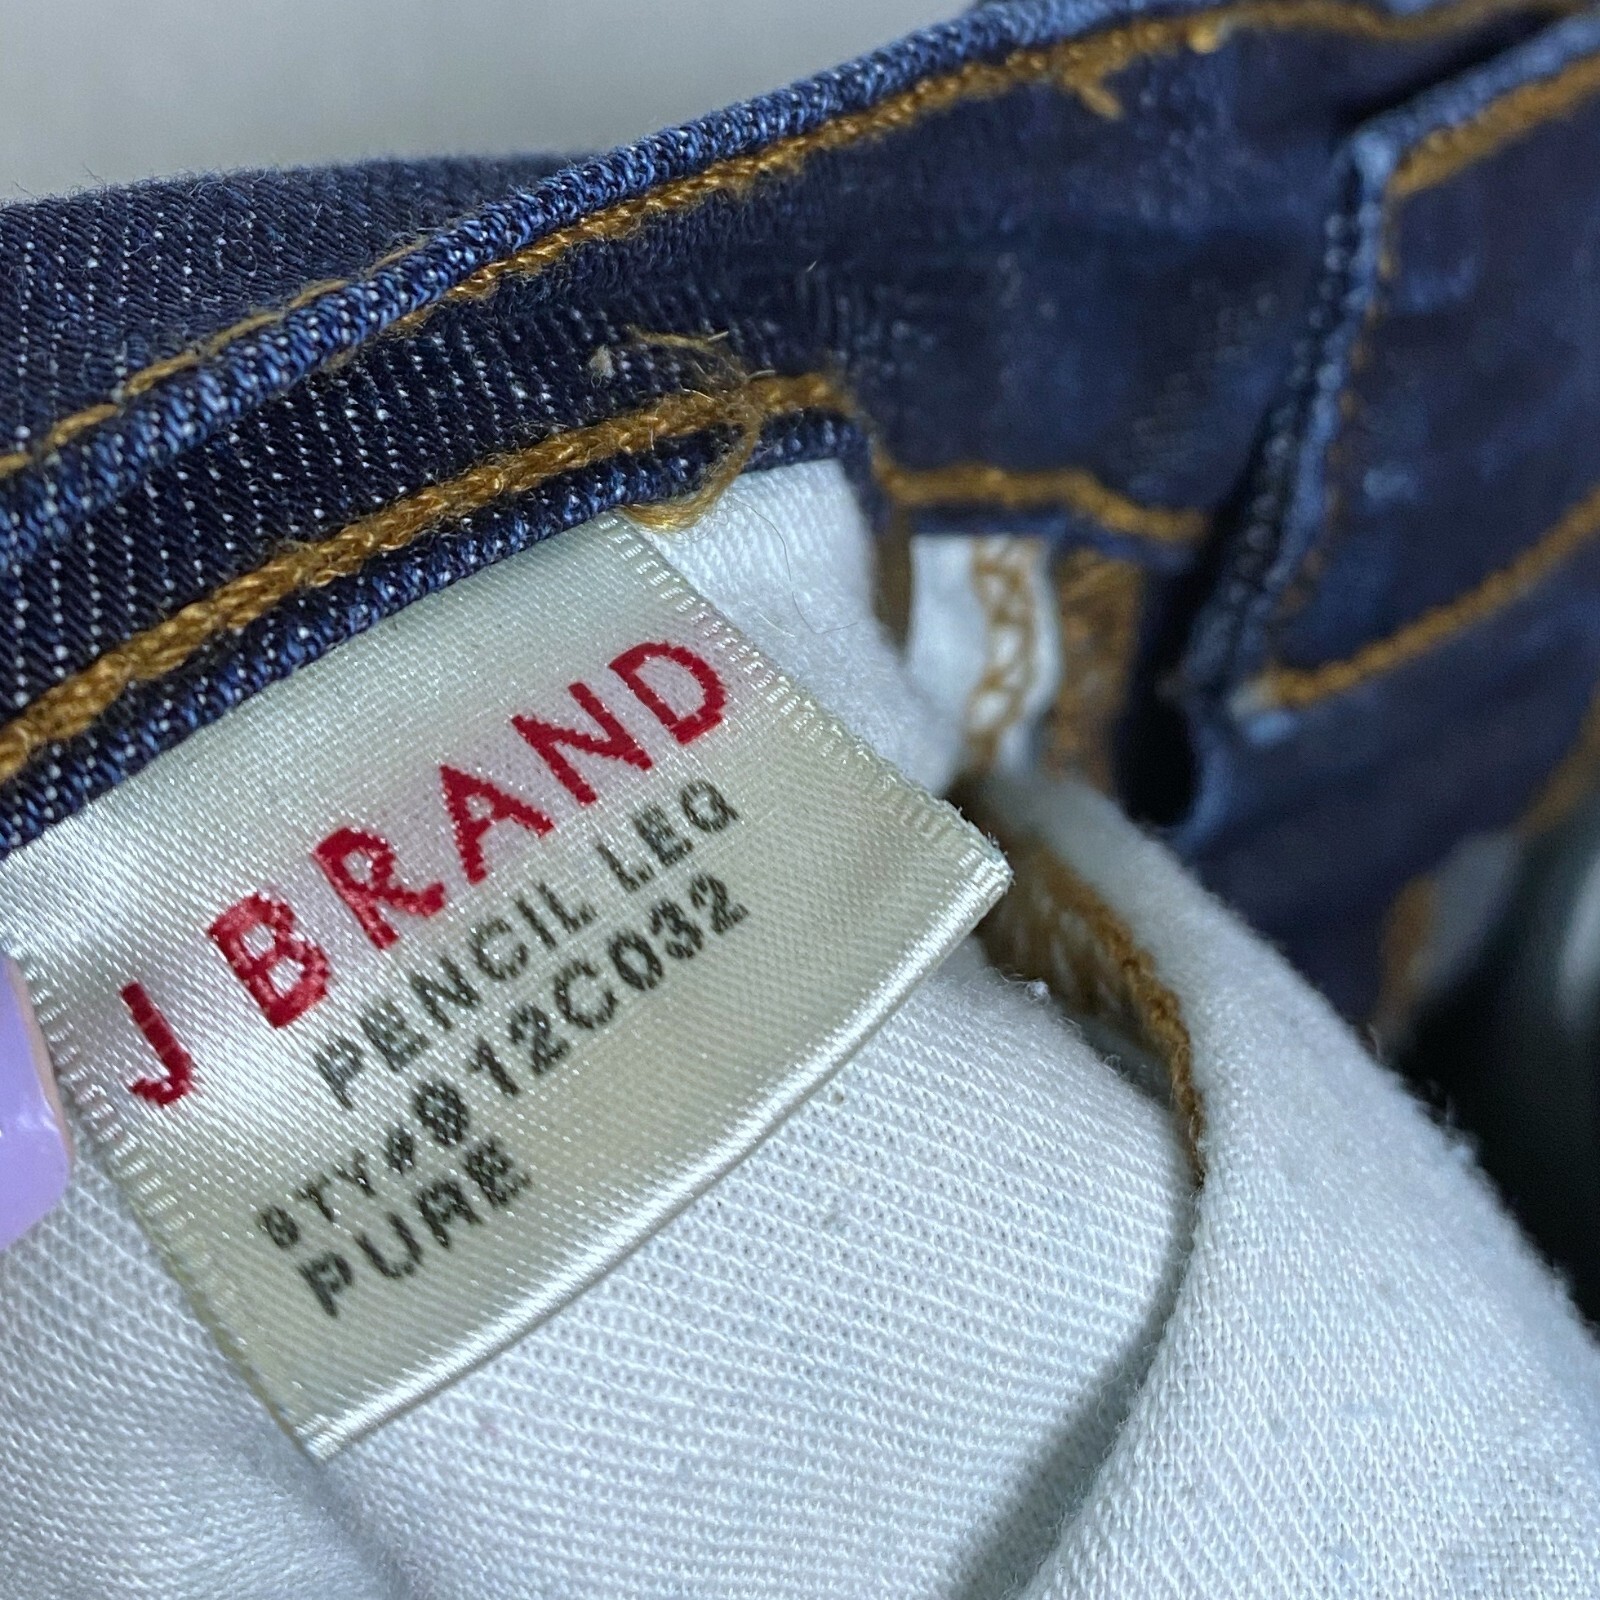 J BRAND
PENCIL LEG
STY#912C032
PURE